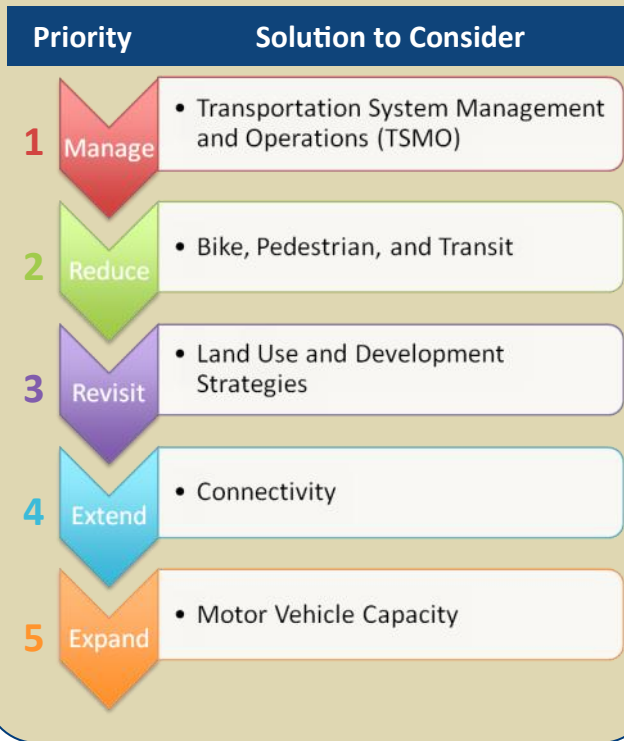 Priority Solution to Consider
1 Manage • Transportation System Management
and Operations (TSMO)
2 Reduce • Bike, Pedestrian, and Transit
3 Revisit • Land Use and Development
Strategies
4 Extend • Connectivity
5 Expand • Motor Vehicle Capacity